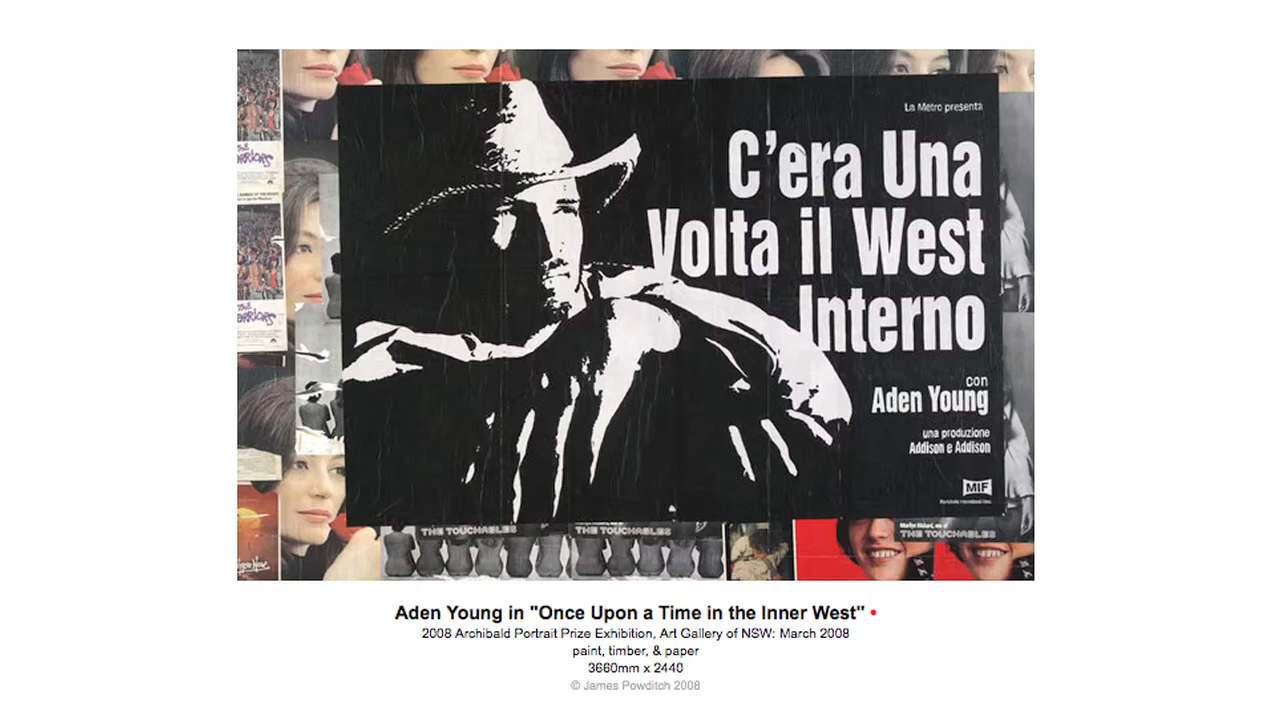 La Metro presenta
C'era Una
Volta il West
Interno
con
Aden Young
una produzione
Addison e Addison
MIF
THE TOUCHABLES
THE TOUCHABLES
THE TOUCHABLES
Aden Young in "Once Upon a Time in the Inner West" •
2008 Archibald Portrait Prize Exhibition, Art Gallery of NSW: March 2008
paint, timber, & paper
3660mm x 2440
© James Powditch 2008